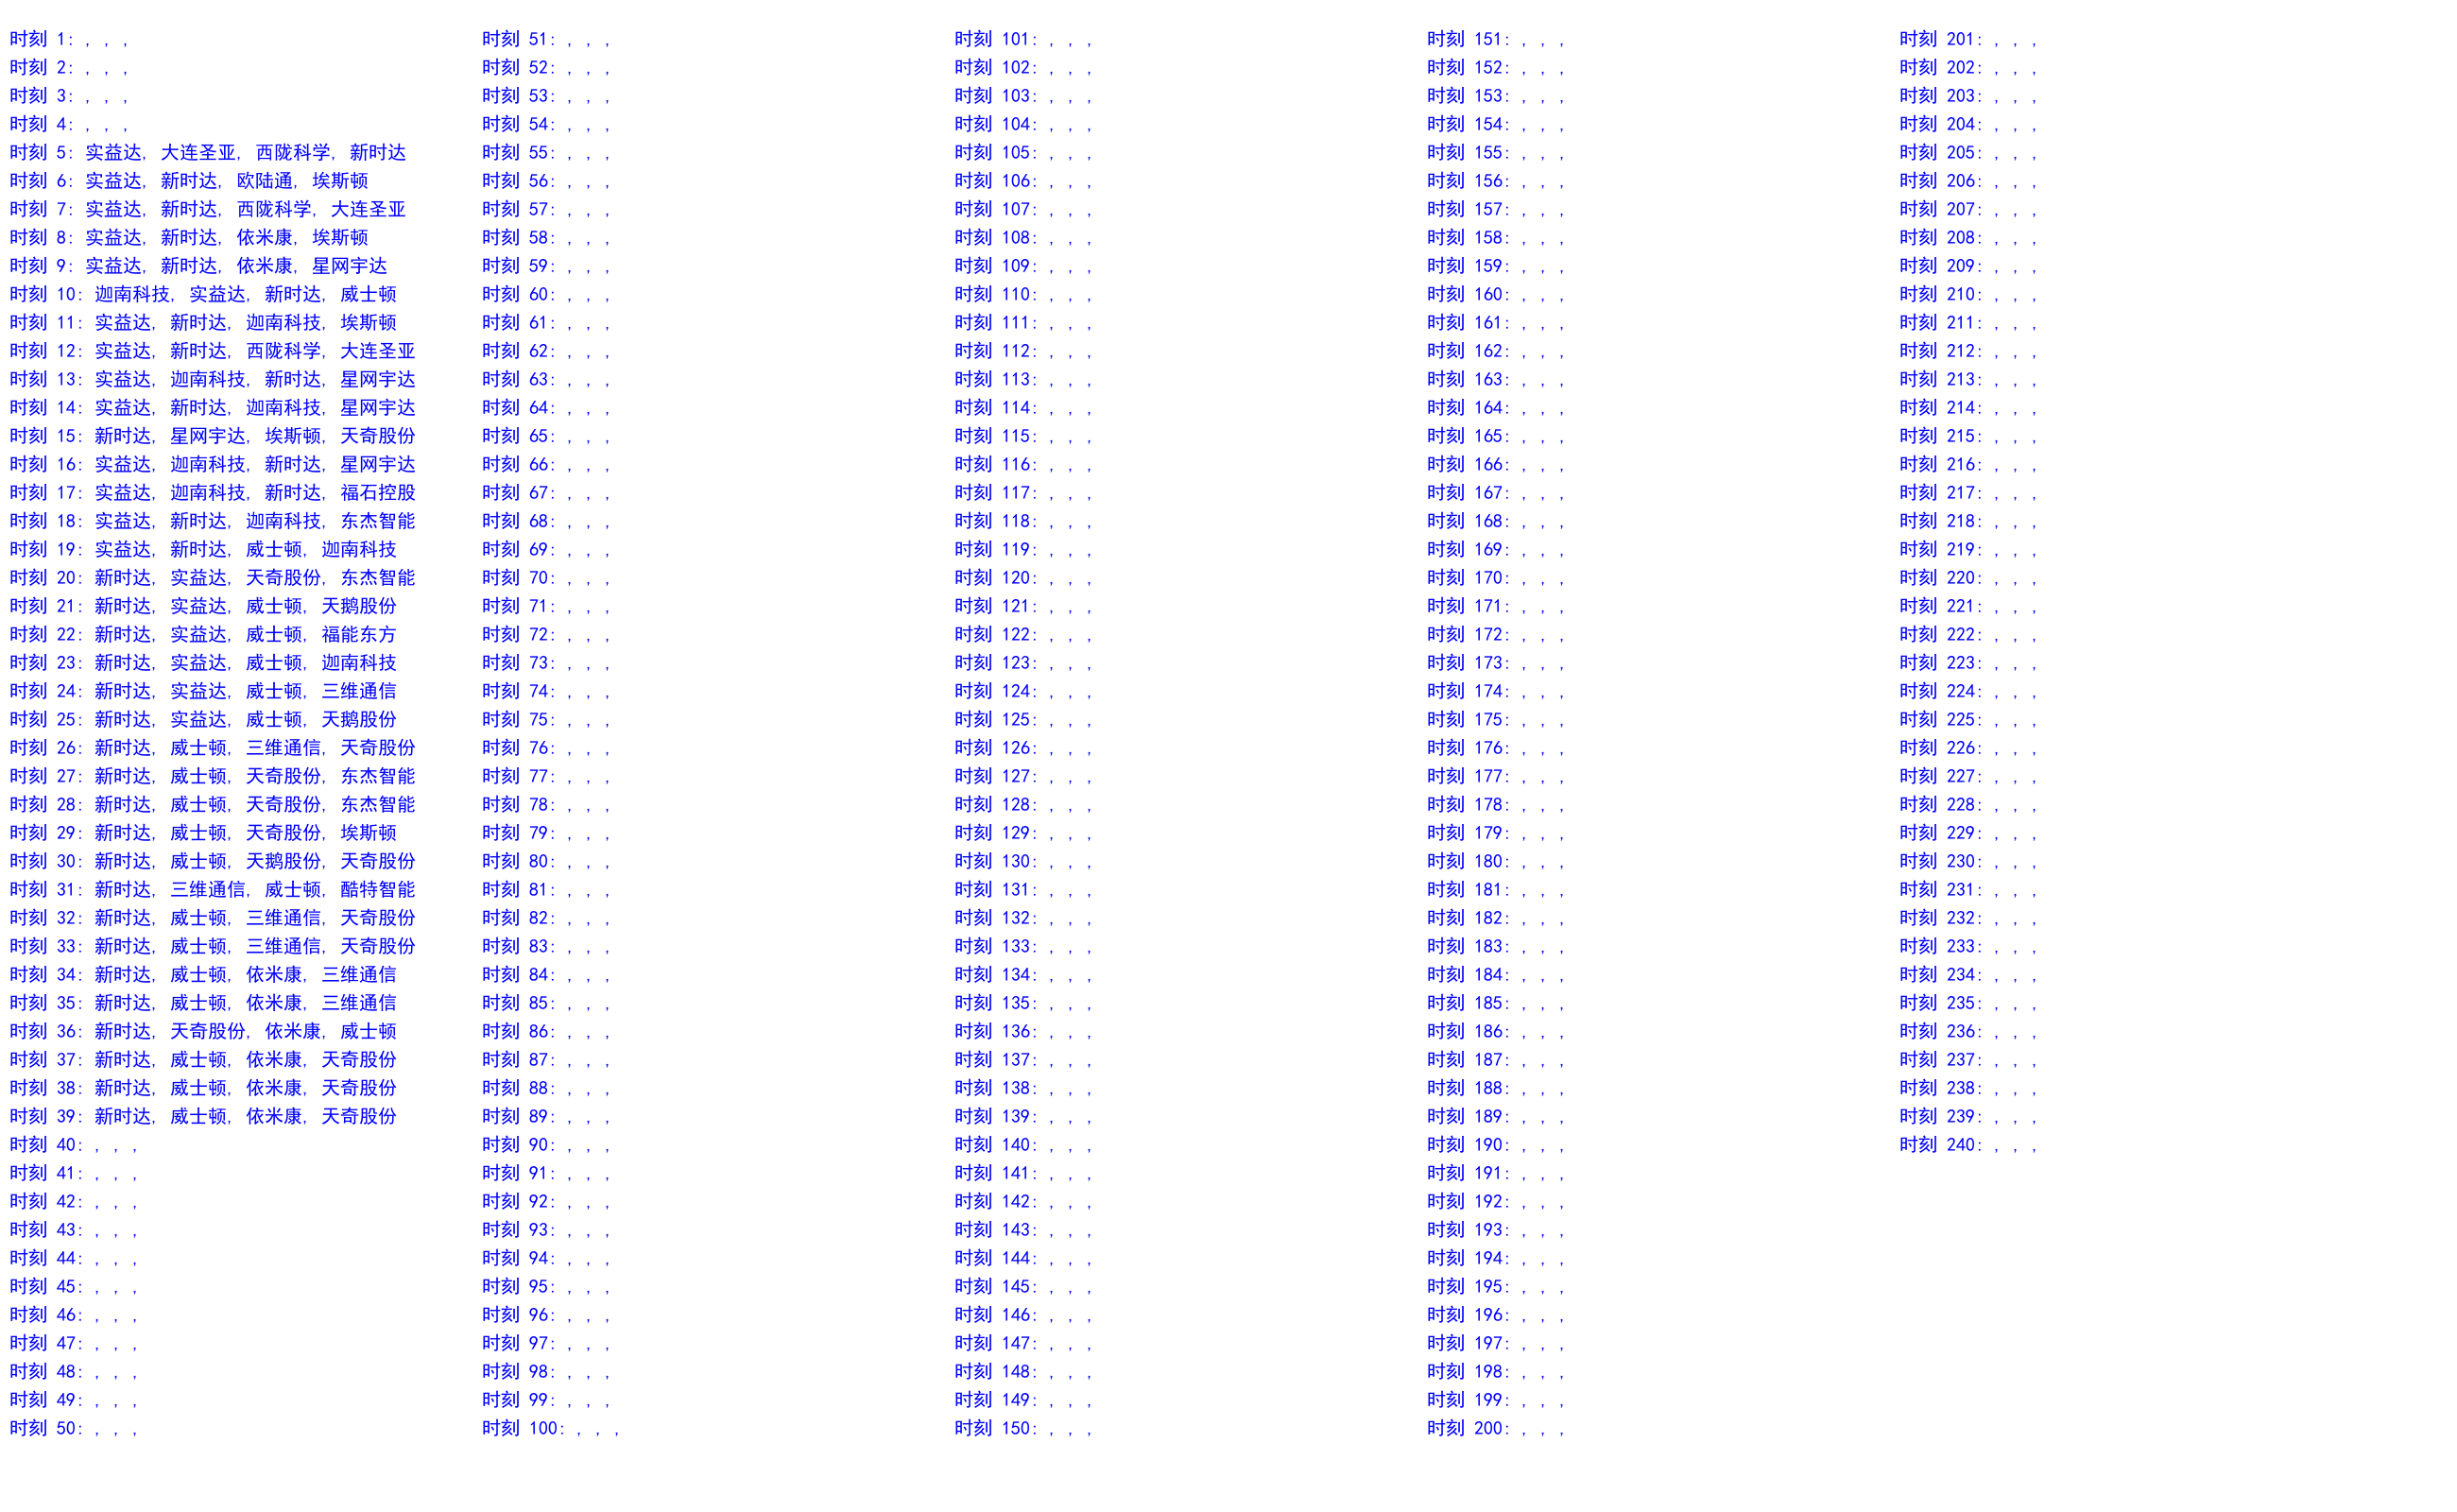 时刻 1: , , ,
时刻 2: , , ,
时刻 3: , , ,
时刻 4: , , ,
时刻 5: 实益达, 大连圣亚, 西陇科学, 新时达
时刻 6: 实益达, 新时达, 欧陆通, 埃斯顿
时刻 7: 实益达, 新时达, 西陇科学, 大连圣亚
时刻 8: 实益达, 新时达, 依米康, 埃斯顿
时刻 9: 实益达, 新时达, 依米康, 星网宇达
时刻 10: 迦南科技, 实益达, 新时达, 威士顿
时刻 11: 实益达, 新时达, 迦南科技, 埃斯顿
时刻 12: 实益达, 新时达, 西陇科学, 大连圣亚
时刻 13: 实益达, 迦南科技, 新时达, 星网宇达
时刻 14: 实益达, 新时达, 迦南科技, 星网宇达
时刻 15: 新时达, 星网宇达, 埃斯顿, 天奇股份
时刻 16: 实益达, 迦南科技, 新时达, 星网宇达
时刻 17: 实益达, 迦南科技, 新时达, 福石控股
时刻 18: 实益达, 新时达, 迦南科技, 东杰智能
时刻 19: 实益达, 新时达, 威士顿, 迦南科技
时刻 20: 新时达, 实益达, 天奇股份, 东杰智能
时刻 21: 新时达, 实益达, 威士顿, 天鹅股份
时刻 22: 新时达, 实益达, 威士顿, 福能东方
时刻 23: 新时达, 实益达, 威士顿, 迦南科技
时刻 24: 新时达, 实益达, 威士顿, 三维通信
时刻 25: 新时达, 实益达, 威士顿, 天鹅股份
时刻 26: 新时达, 威士顿, 三维通信, 天奇股份
时刻 27: 新时达, 威士顿, 天奇股份, 东杰智能
时刻 28: 新时达, 威士顿, 天奇股份, 东杰智能
时刻 29: 新时达, 威士顿, 天奇股份, 埃斯顿
时刻 30: 新时达, 威士顿, 天鹅股份, 天奇股份
时刻 31: 新时达, 三维通信, 威士顿, 酷特智能
时刻 32: 新时达, 威士顿, 三维通信, 天奇股份
时刻 33: 新时达, 威士顿, 三维通信, 天奇股份
时刻 34: 新时达, 威士顿, 依米康, 三维通信
时刻 35: 新时达, 威士顿, 依米康, 三维通信
时刻 36: 新时达, 天奇股份, 依米康, 威士顿
时刻 37: 新时达, 威士顿, 依米康, 天奇股份
时刻 38: 新时达, 威士顿, 依米康, 天奇股份
时刻 39: 新时达, 威士顿, 依米康, 天奇股份
时刻 40: , , ,
时刻 41: , , ,
时刻 42: , , ,
时刻 43: , , ,
时刻 44: , , ,
时刻 45: , , ,
时刻 46: , , ,
时刻 47: , , ,
时刻 48: , , ,
时刻 49: , , ,
时刻 50: , , ,
时刻 51: , , ,
时刻 52: , , ,
时刻 53: , , ,
时刻 54: , , ,
时刻 55: , , ,
时刻 56: , , ,
时刻 57: , , ,
时刻 58: , , ,
时刻 59: , , ,
时刻 60: , , ,
时刻 61: , , ,
时刻 62: , , ,
时刻 63: , , ,
时刻 64: , , ,
时刻 65: , , ,
时刻 66: , , ,
时刻 67: , , ,
时刻 68: , , ,
时刻 69: , , ,
时刻 70: , , ,
时刻 71: , , ,
时刻 72: , , ,
时刻 73: , , ,
时刻 74: , , ,
时刻 75: , , ,
时刻 76: , , ,
时刻 77: , , ,
时刻 78: , , ,
时刻 79: , , ,
时刻 80: , , ,
时刻 81: , , ,
时刻 82: , , ,
时刻 83: , , ,
时刻 84: , , ,
时刻 85: , , ,
时刻 86: , , ,
时刻 87: , , ,
时刻 88: , , ,
时刻 89: , , ,
时刻 90: , , ,
时刻 91: , , ,
时刻 92: , , ,
时刻 93: , , ,
时刻 94: , , ,
时刻 95: , , ,
时刻 96: , , ,
时刻 97: , , ,
时刻 98: , , ,
时刻 99: , , ,
时刻 100: , , ,
时刻 101: , , ,
时刻 102: , , ,
时刻 103: , , ,
时刻 104: , , ,
时刻 105: , , ,
时刻 106: , , ,
时刻 107: , , ,
时刻 108: , , ,
时刻 109: , , ,
时刻 110: , , ,
时刻 111: , , ,
时刻 112: , , ,
时刻 113: , , ,
时刻 114: , , ,
时刻 115: , , ,
时刻 116: , , ,
时刻 117: , , ,
时刻 118: , , ,
时刻 119: , , ,
时刻 120: , , ,
时刻 121: , , ,
时刻 122: , , ,
时刻 123: , , ,
时刻 124: , , ,
时刻 125: , , ,
时刻 126: , , ,
时刻 127: , , ,
时刻 128: , , ,
时刻 129: , , ,
时刻 130: , , ,
时刻 131: , , ,
时刻 132: , , ,
时刻 133: , , ,
时刻 134: , , ,
时刻 135: , , ,
时刻 136: , , ,
时刻 137: , , ,
时刻 138: , , ,
时刻 139: , , ,
时刻 140: , , ,
时刻 141: , , ,
时刻 142: , , ,
时刻 143: , , ,
时刻 144: , , ,
时刻 145: , , ,
时刻 146: , , ,
时刻 147: , , ,
时刻 148: , , ,
时刻 149: , , ,
时刻 150: , , ,
时刻 151: , , ,
时刻 152: , , ,
时刻 153: , , ,
时刻 154: , , ,
时刻 155: , , ,
时刻 156: , , ,
时刻 157: , , ,
时刻 158: , , ,
时刻 159: , , ,
时刻 160: , , ,
时刻 161: , , ,
时刻 162: , , ,
时刻 163: , , ,
时刻 164: , , ,
时刻 165: , , ,
时刻 166: , , ,
时刻 167: , , ,
时刻 168: , , ,
时刻 169: , , ,
时刻 170: , , ,
时刻 171: , , ,
时刻 172: , , ,
时刻 173: , , ,
时刻 174: , , ,
时刻 175: , , ,
时刻 176: , , ,
时刻 177: , , ,
时刻 178: , , ,
时刻 179: , , ,
时刻 180: , , ,
时刻 181: , , ,
时刻 182: , , ,
时刻 183: , , ,
时刻 184: , , ,
时刻 185: , , ,
时刻 186: , , ,
时刻 187: , , ,
时刻 188: , , ,
时刻 189: , , ,
时刻 190: , , ,
时刻 191: , , ,
时刻 192: , , ,
时刻 193: , , ,
时刻 194: , , ,
时刻 195: , , ,
时刻 196: , , ,
时刻 197: , , ,
时刻 198: , , ,
时刻 199: , , ,
时刻 200: , , ,
时刻 201: , , ,
时刻 202: , , ,
时刻 203: , , ,
时刻 204: , , ,
时刻 205: , , ,
时刻 206: , , ,
时刻 207: , , ,
时刻 208: , , ,
时刻 209: , , ,
时刻 210: , , ,
时刻 211: , , ,
时刻 212: , , ,
时刻 213: , , ,
时刻 214: , , ,
时刻 215: , , ,
时刻 216: , , ,
时刻 217: , , ,
时刻 218: , , ,
时刻 219: , , ,
时刻 220: , , ,
时刻 221: , , ,
时刻 222: , , ,
时刻 223: , , ,
时刻 224: , , ,
时刻 225: , , ,
时刻 226: , , ,
时刻 227: , , ,
时刻 228: , , ,
时刻 229: , , ,
时刻 230: , , ,
时刻 231: , , ,
时刻 232: , , ,
时刻 233: , , ,
时刻 234: , , ,
时刻 235: , , ,
时刻 236: , , ,
时刻 237: , , ,
时刻 238: , , ,
时刻 239: , , ,
时刻 240: , , ,